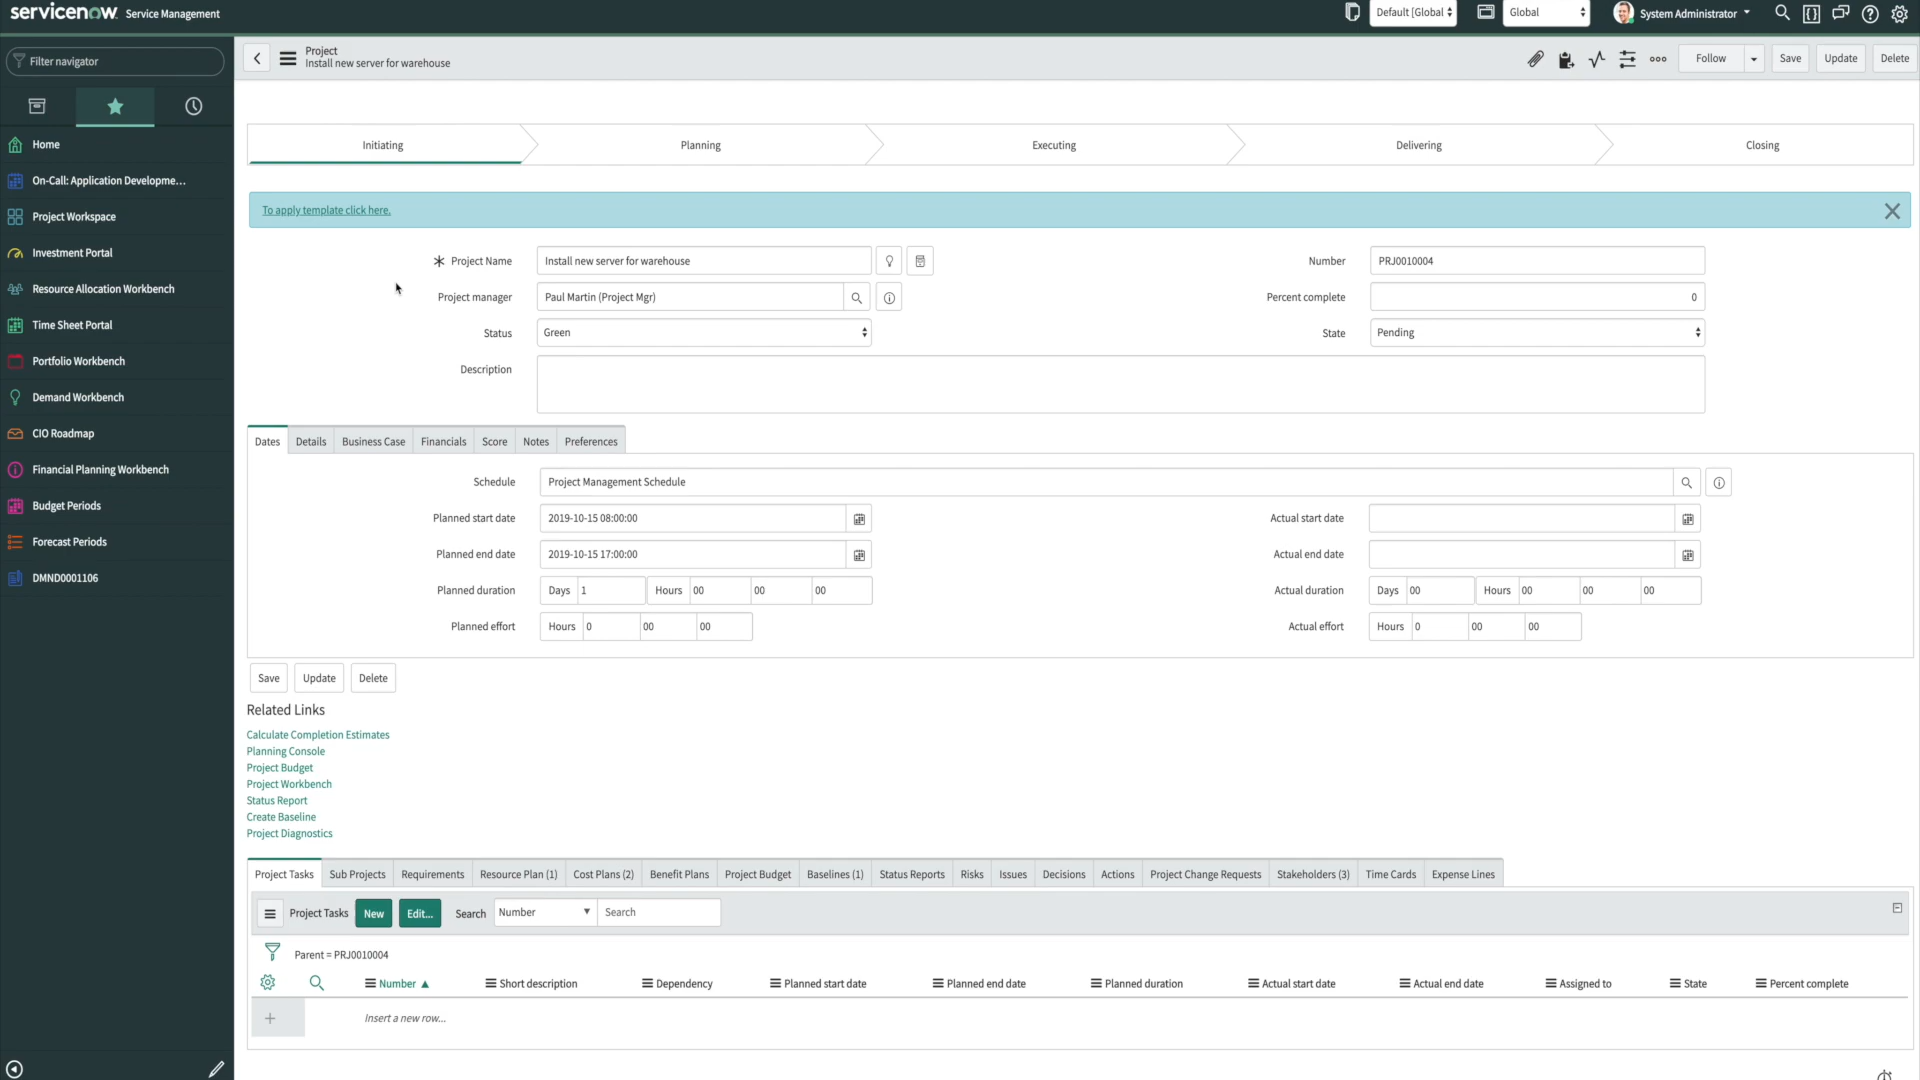 servicenow Service Management
Default [Global
Global
System Administrator
Filter navigator
Project
Install new server for warehouse
Follow
Save
Update
Delete
Home
On-Call: Application Developme...
Project Workspace
Investment Portal
Resource Allocation Workbench
Time Sheet Portal
Portfolio Workbench
Demand Workbench
CIO Roadmap
Financial Planning Workbench
Budget Periods
Forecast Periods
DMND0001106
Initiating
Planning
Executing
Delivering
Closing
To apply template click here.
Project Name
Install new server for warehouse
Number
PRJ0010004
Project manager
Paul Martin (Project Mgr)
Percent complete
0
Status
Green
State
Pending
Description
Dates
Details
Business Case
Financials
Score
Notes
Preferences
Schedule
Project Management Schedule
Planned start date
2019-10-15 08:00:00
Actual start date
Planned end date
2019-10-15 17:00:00
Actual end date
Planned duration
Days 1 Hours 00 00 00
Actual duration
Days 00 Hours 00 00 00
Planned effort
Hours 0 00 00
Actual effort
Hours 0 00 00
Save
Update
Delete
Related Links
Calculate Completion Estimates
Planning Console
Project Budget
Project Workbench
Status Report
Create Baseline
Project Diagnostics
Project Tasks
Sub Projects
Requirements
Resource Plan (1)
Cost Plans (2)
Benefit Plans
Project Budget
Baselines (1)
Status Reports
Risks
Issues
Decisions
Actions
Project Change Requests
Stakeholders (3)
Time Cards
Expense Lines
Project Tasks
New
Edit...
Search
Number
Search
Parent = PRJ0010004
Number
Short description
Dependency
Planned start date
Planned end date
Planned duration
Actual start date
Actual end date
Assigned to
State
Percent complete
Insert a new row...